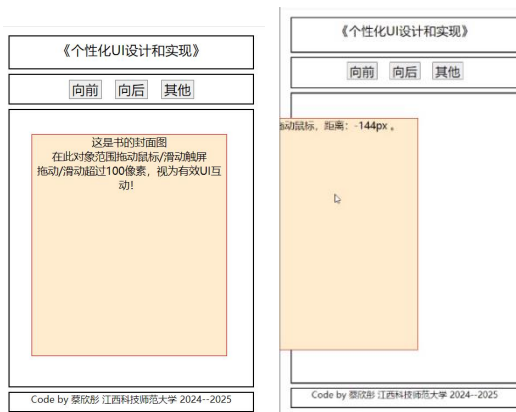 《个性化UI设计和实现》
向前 向后 其他
这是书的封面图
在此对象范围拖动鼠标/滑动触屏
拖动/滑动超过100像素，视为有效UI互
动！
Code by 蔡欣彤 江西科技师范大学 2024--2025
《个性化UI设计和实现》
向前 向后 其他
动鼠标，距离：-144px 。
Code by 蔡欣彤 江西科技师范大学 2024--2025